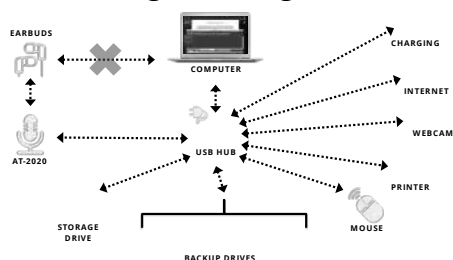 EARBUDS
CHARGING
COMPUTER
INTERNET
WEBCAM
USB HUB
AT-2020
PRINTER
STORAGE
DRIVE
MOUSE
BACKUP DRIVES